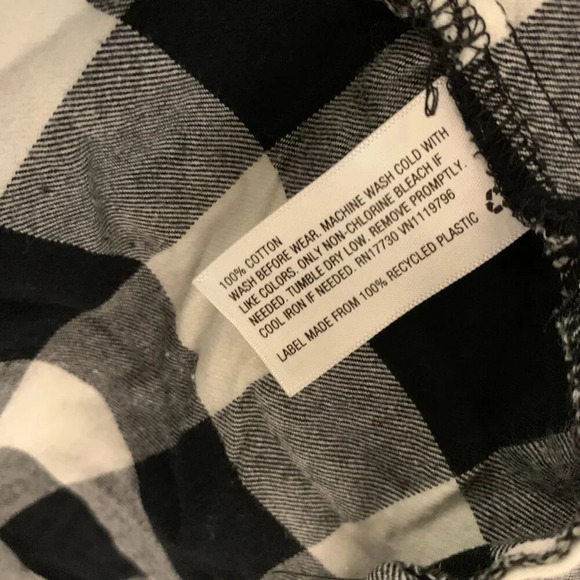 100% COTTON
WASH BEFORE WEAR. MACHINE WASH COLD WITH
LIKE COLORS. ONLY NON-CHLORINE BLEACH IF
NEEDED. TUMBLE DRY LOW. REMOVE PROMPTLY.
COOL IRON IF NEEDED. RN17730 VN1119796
LABEL MADE FROM 100% RECYCLED PLASTIC